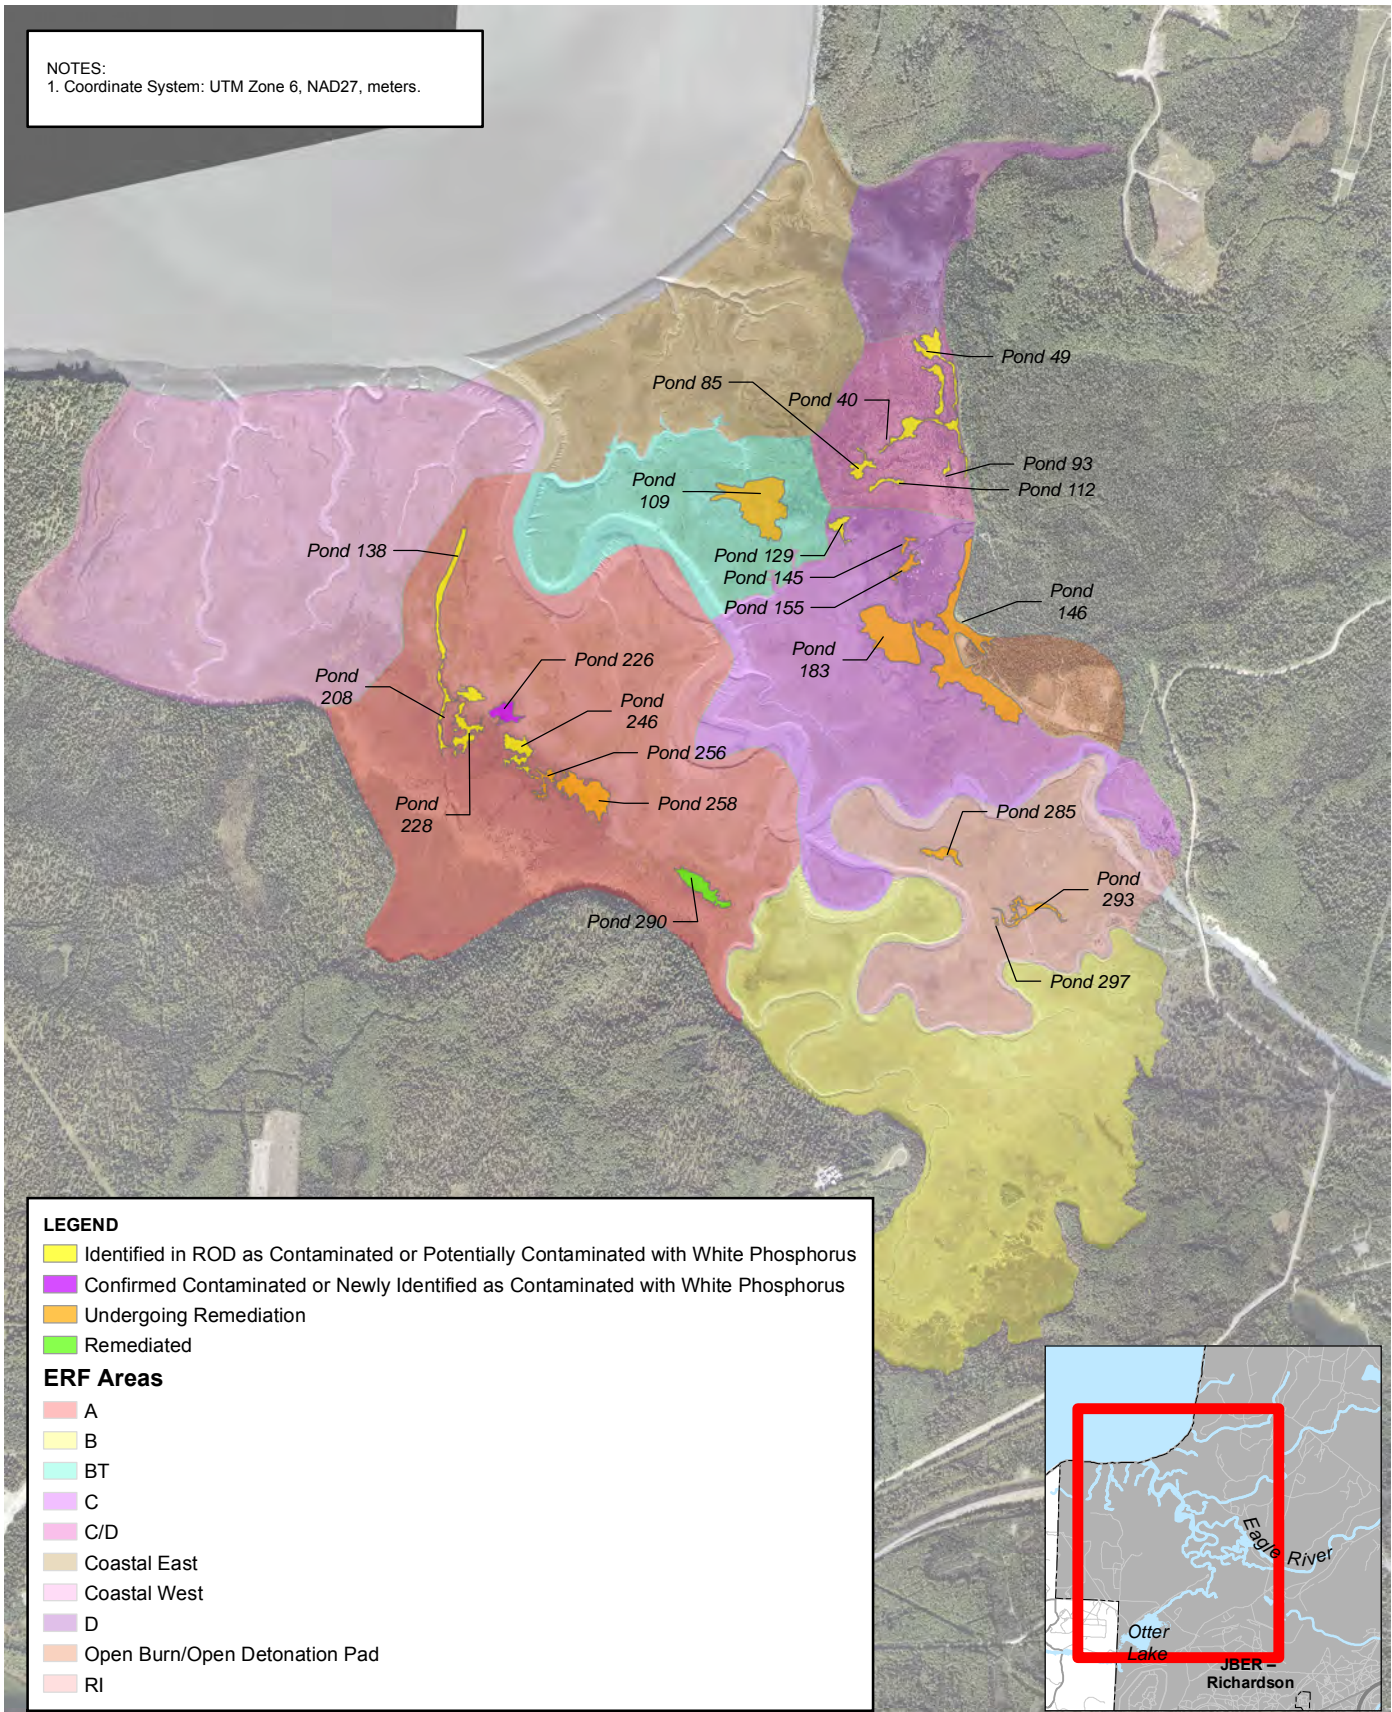 NOTES:
1. Coordinate System: UTM Zone 6, NAD27, meters.
Pond 49
Pond 85
Pond 40
Pond 93
Pond 112
Pond
109
Pond 138
Pond 129
Pond 145
Pond 155
Pond
146
Pond
183
Pond 226
Pond
208
Pond
246
Pond 256
Pond 258
Pond
228
Pond 285
Pond
293
Pond 290
Pond 297
LEGEND
Identified in ROD as Contaminated or Potentially Contaminated with White Phosphorus
Confirmed Contaminated or Newly Identified as Contaminated with White Phosphorus
Undergoing Remediation
Remediated
ERF Areas
A
B
BT
C
C/D
Coastal East
Coastal West
D
Open Burn/Open Detonation Pad
RI
Eagle River
Otter
Lake
JBER –
Richardson